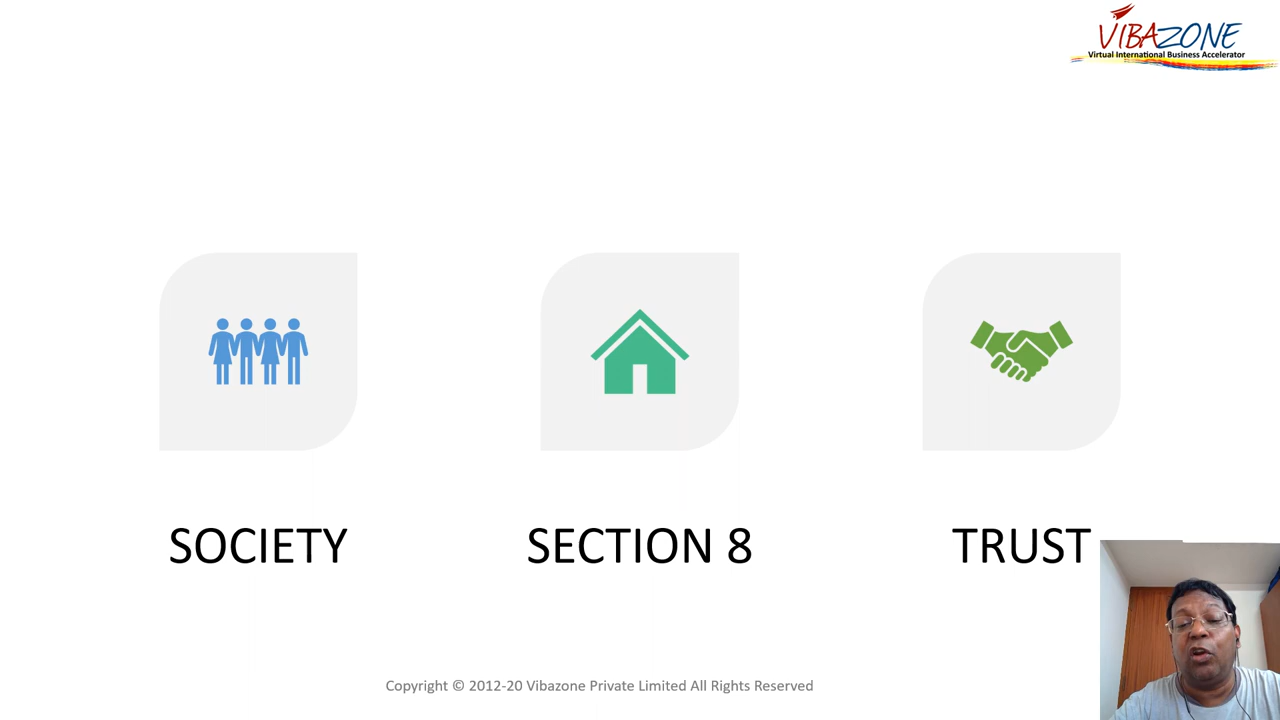 VIBAZONE
Virtual International Business Accelerator
SOCIETY
SECTION 8
TRUST
Copyright © 2012-20 Vibazone Private Limited All Rights Reserved